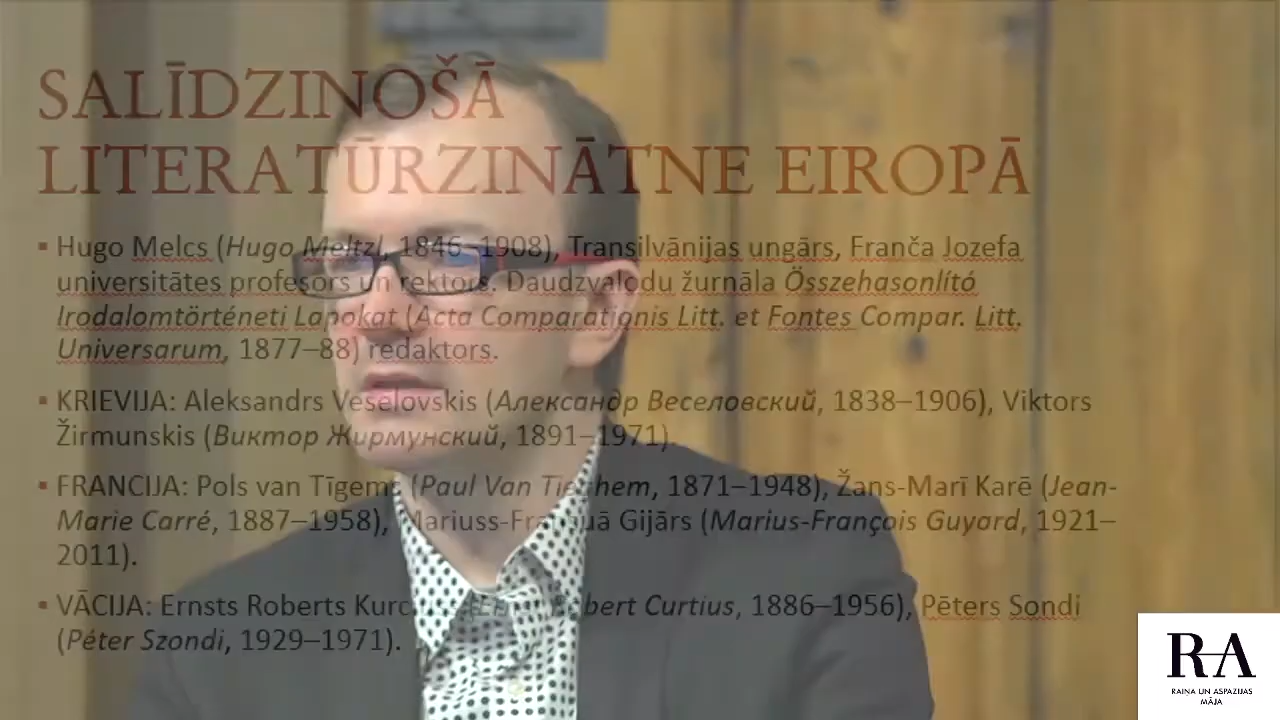 SALĪDZINOŠĀ
LITERATŪRZINĀTNE EIROPĀ
▪ Hugo Melcs (Hugo Meltzl, 1846–1908), Transilvānijas ungārs, Franča Jozefa
universitātes profesors un rektors. Daudzvalodu žurnāla Összehasonlító
Irodalomtörténeti Lapokat (Acta Comparationis Litt. et Fontes Compar. Litt.
Universarum, 1877–88) redaktors.
▪ KRIEVIJA: Aleksandrs Veselovskis (Александр Веселовский, 1838–1906), Viktors
Žirmunskis (Виктор Жирмунский, 1891–1971)
▪ FRANCIJA: Pols van Tīgems (Paul Van Tieghem, 1871–1948), Žans-Marī Karē (Jean-
Marie Carré, 1887–1958), Mariuss-Fransuā Gijārs (Marius-François Guyard, 1921–
2011).
▪ VĀCIJA: Ernsts Roberts Robert Curtius, 1886–1956), Pēters Sondi
(Péter Szondi, 1929–1971).
RA
RAIŅA UN ASPAZIJAS
MĀJA